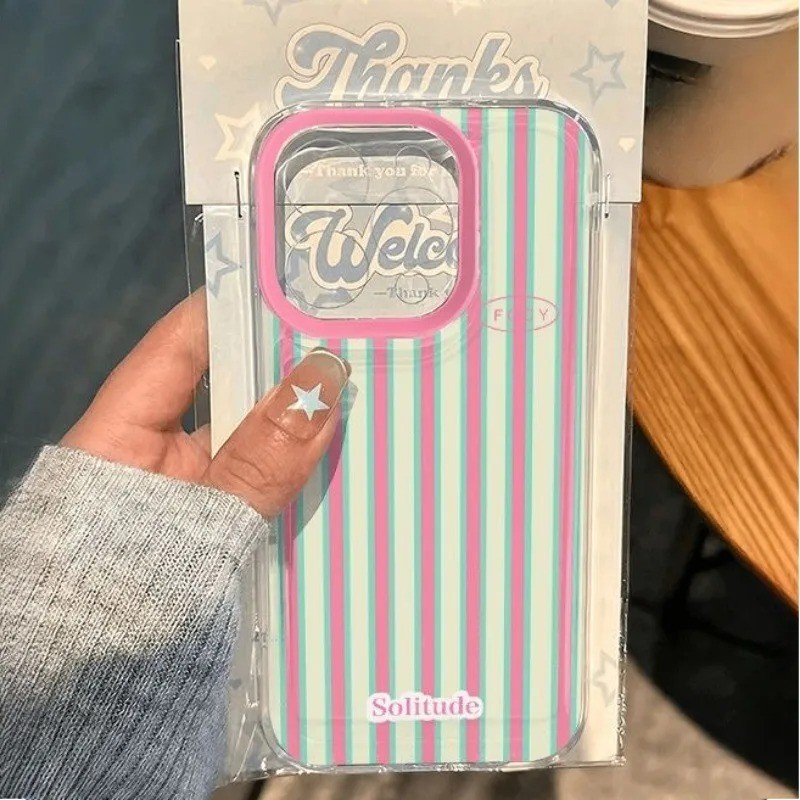 Thanks
—Thank you for
Welco
—Thank
Solitude